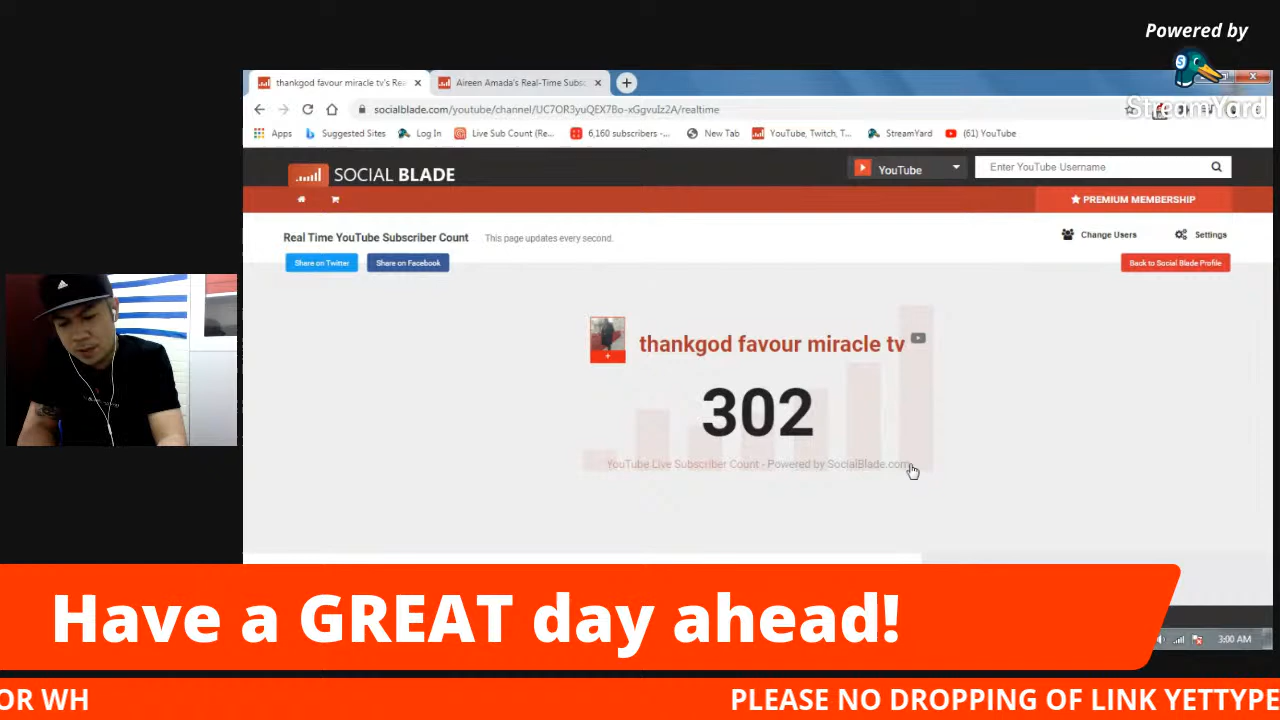 Powered by
StreamYard
thankgod favour miracle tv's Rea
Aireen Amada's Real-Time Subsc
socialblade.com/youtube/channel/UC7OR3yuQEX7Bo-xGgvuIz2A/realtime
Apps
Suggested Sites
Log In
Live Sub Count (Re...
6,160 subscribers -...
New Tab
YouTube, Twitch, T...
StreamYard
(61) YouTube
SOCIAL BLADE
YouTube
Enter YouTube Username
PREMIUM MEMBERSHIP
Real Time YouTube Subscriber Count
This page updates every second.
Change Users
Settings
Share on Twitter
Share on Facebook
Back to Social Blade Profile
thankgod favour miracle tv
302
YouTube Live Subscriber Count - Powered by SocialBlade.com
Have a GREAT day ahead!
3:00 AM
OR WH
PLEASE NO DROPPING OF LINK YETTYPE